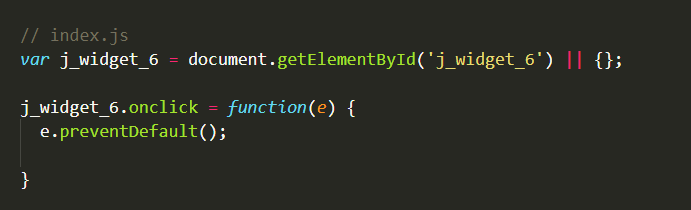 // index.js
var j_widget_6 = document.getElementById('j_widget_6') || {};
j_widget_6.onclick = function(e) {
e.preventDefault();
}